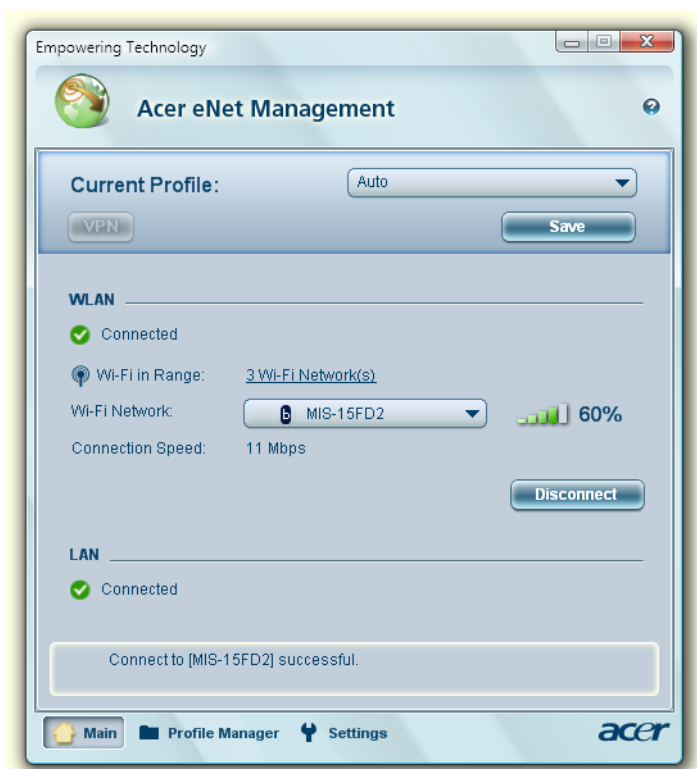 Empowering Technology
Acer eNet Management
Current Profile: Auto
VPN Save
WLAN
Connected
Wi-Fi in Range: 3 Wi-Fi Network(s)
Wi-Fi Network: b MIS-15FD2 60%
Connection Speed: 11 Mbps
Disconnect
LAN
Connected
Connect to [MIS-15FD2] successful.
Main Profile Manager Settings acer